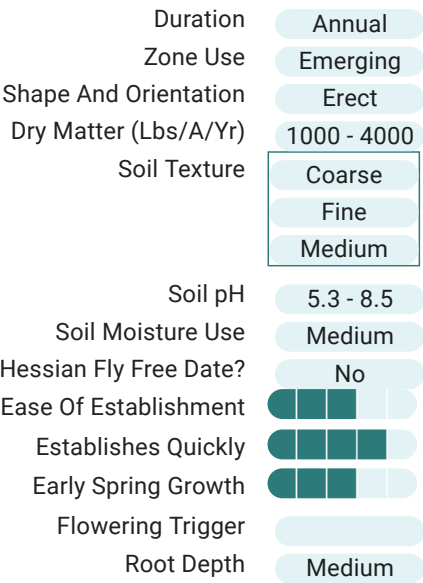 Duration Annual
Zone Use Emerging
Shape And Orientation Erect
Dry Matter (Lbs/A/Yr) 1000 - 4000
Soil Texture Coarse
Fine
Medium
Soil pH 5.3 - 8.5
Soil Moisture Use Medium
Hessian Fly Free Date? No
Ease Of Establishment
Establishes Quickly
Early Spring Growth
Flowering Trigger
Root Depth Medium